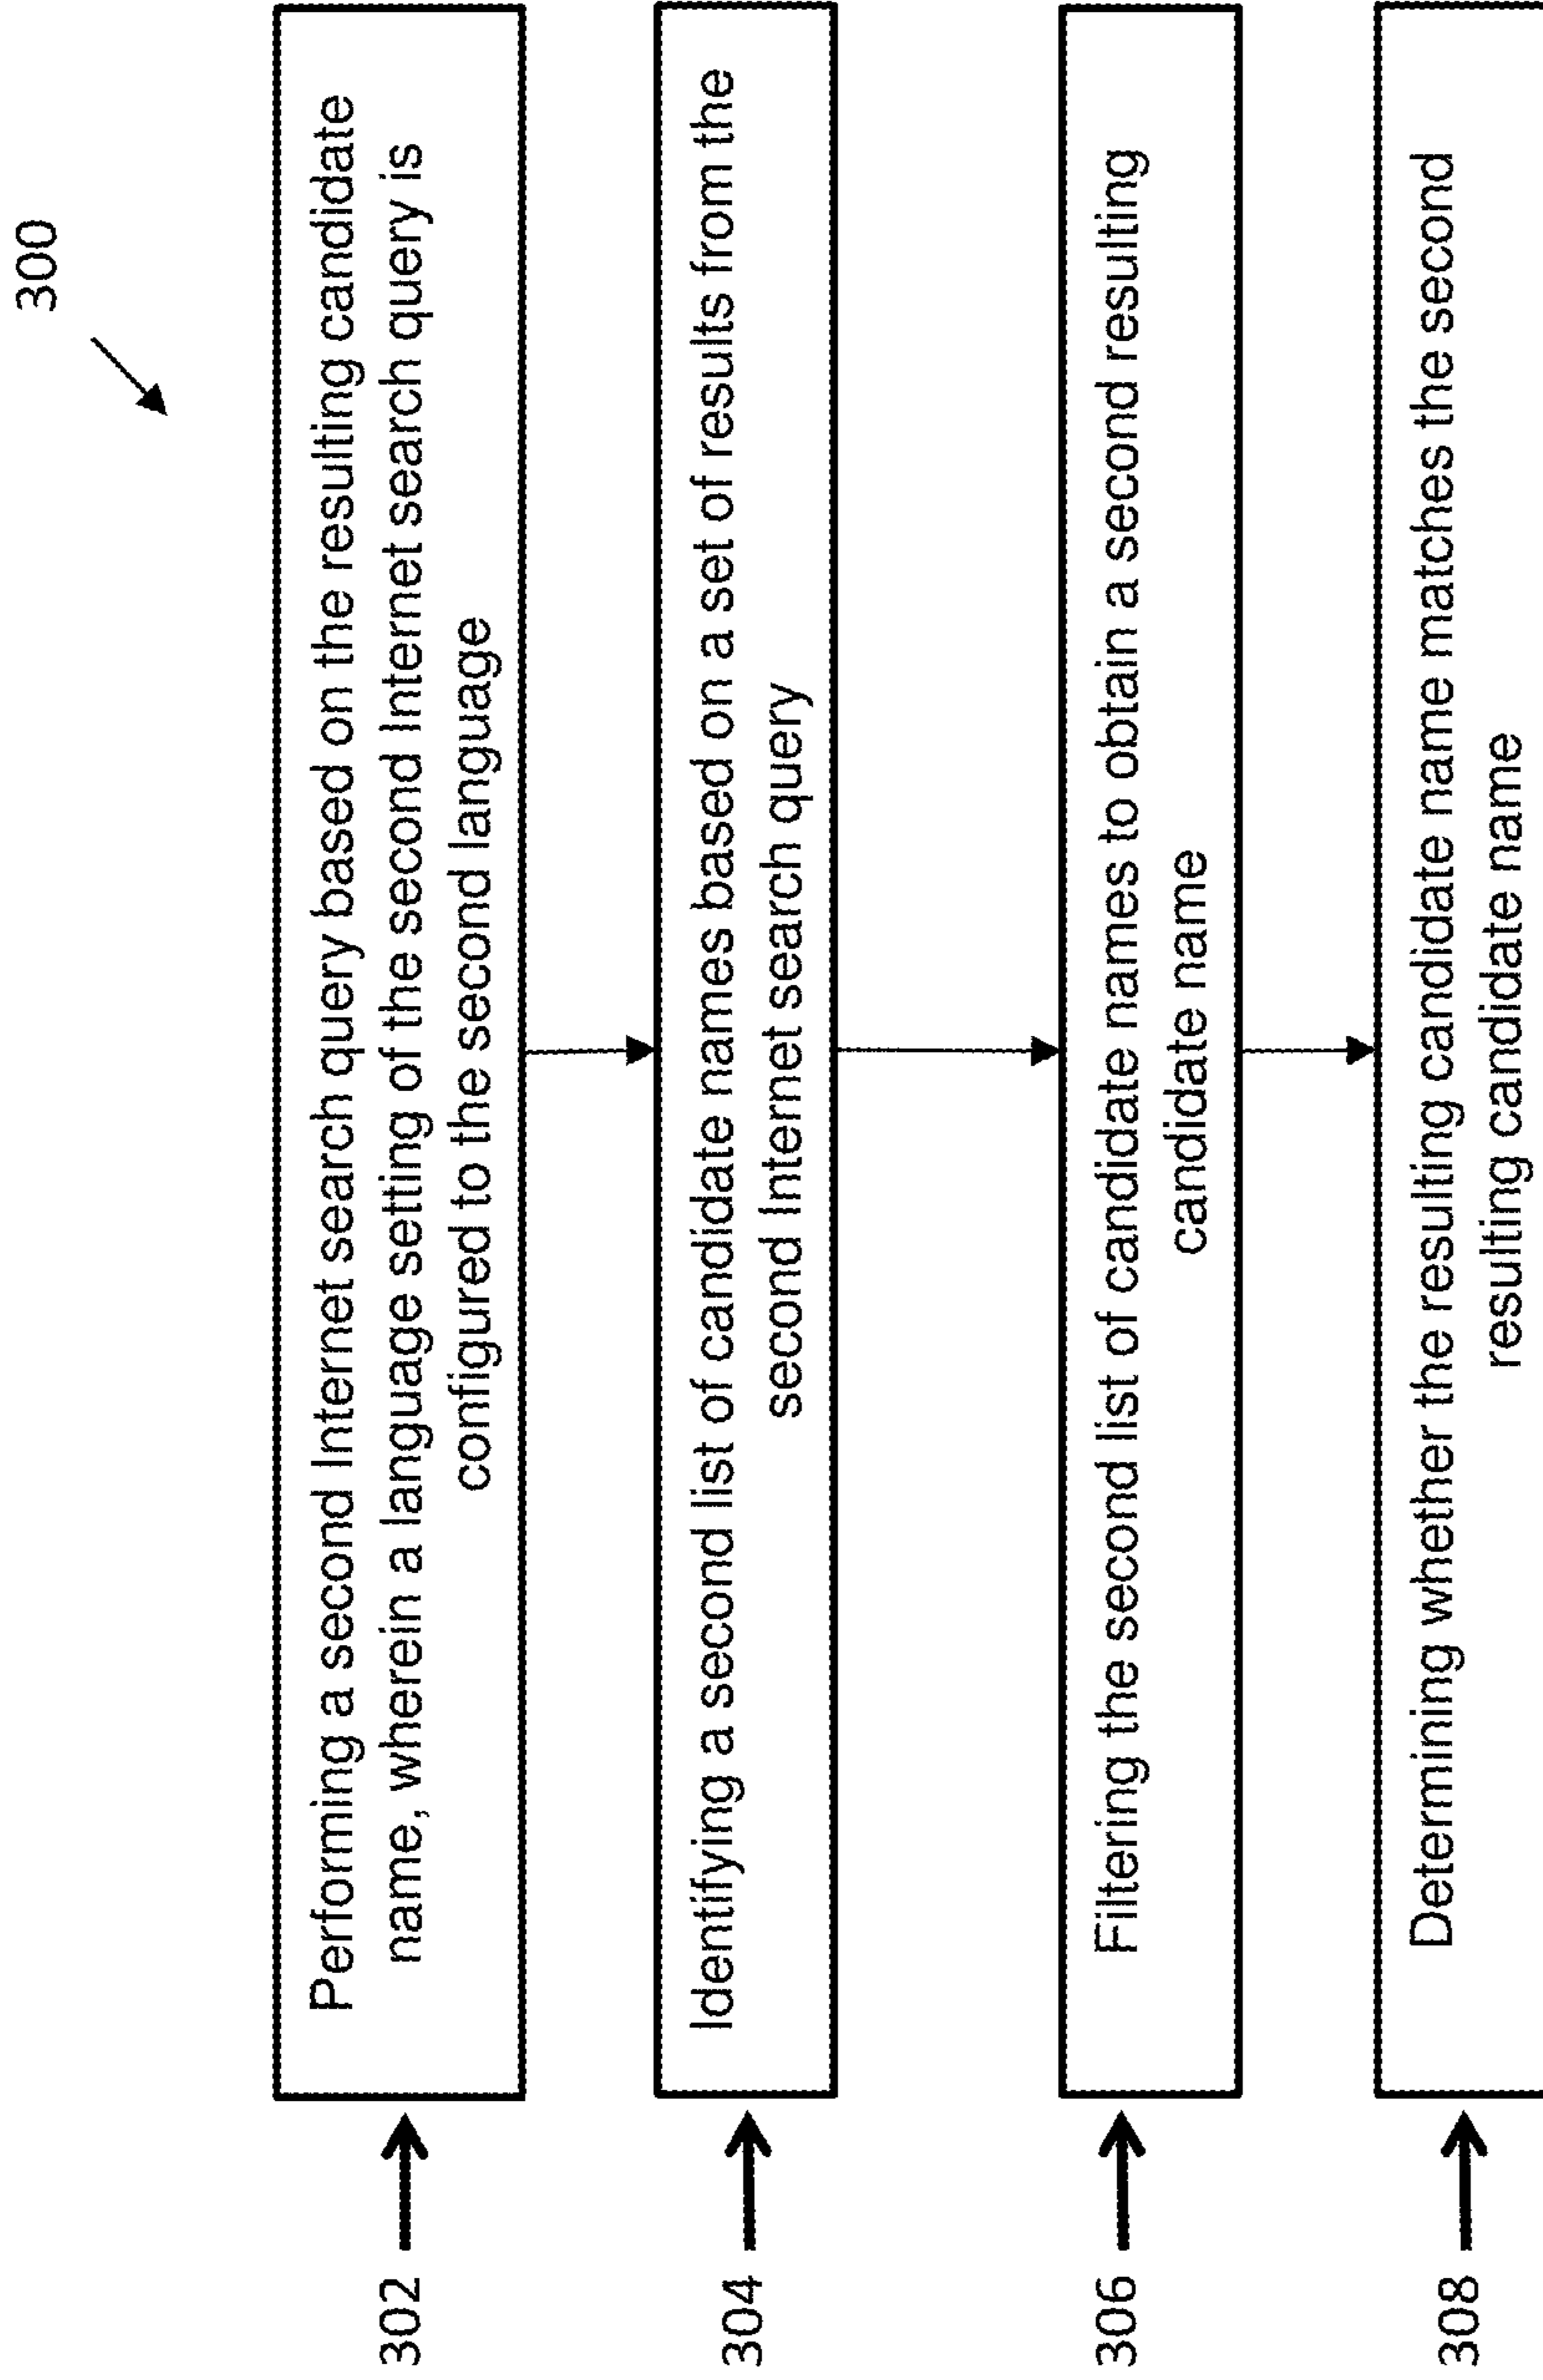 300
302
Performing a second Internet search query based on the resulting candidate
name, wherein a language setting of the second Internet search query is
configured to the second language
304
Identifying a second list of candidate names based on a set of results from the
second Internet search query
306
Filtering the second list of candidate names to obtain a second resulting
candidate name
308
Determining whether the resulting candidate name matches the second
resulting candidate name